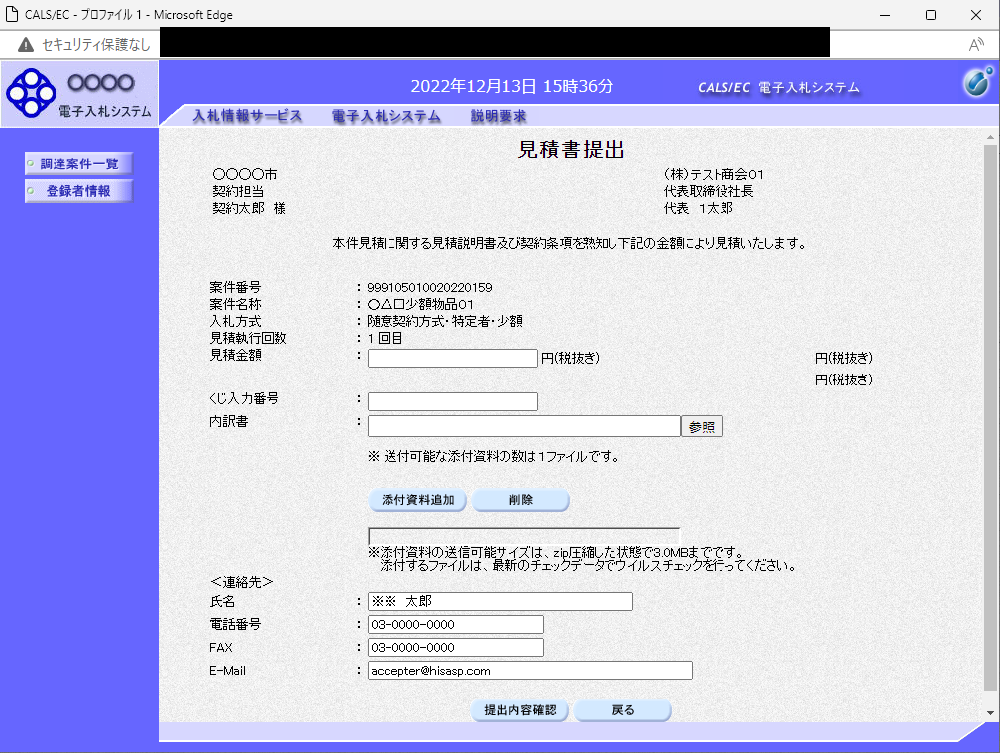 CALS/EC - プロファイル 1 - Microsoft Edge
セキュリティ保護なし
〇〇〇〇
電子入札システム
2022年12月13日 15時36分
CALS/EC 電子入札システム
入札情報サービス 電子入札システム 説明要求
調達案件一覧
登録者情報
見積書提出
〇〇〇〇市
契約担当
契約太郎 様
(株)テスト商会01
代表取締役社長
代表 1太郎
本件見積に関する見積説明書及び契約条項を熟知し下記の金額により見積いたします。
案件番号 : 999105010020220159
案件名称 : 〇△口少額物品01
入札方式 : 随意契約方式・特定者・少額
見積執行回数 : 1 回目
見積金額 : 円(税抜き) 円(税抜き)
円(税抜き)
くじ入力番号 :
内訳書 : 参照
※ 送付可能な添付資料の数は1ファイルです。
添付資料追加 削除
※添付資料の送信可能サイズは、zip圧縮した状態で3.0MBまでです。
添付するファイルは、最新のチェックデータでウイルスチェックを行ってください。
<連絡先>
氏名 : ※※ 太郎
電話番号 : 03-0000-0000
FAX : 03-0000-0000
E-Mail : accepter@hisasp.com
提出内容確認 戻る